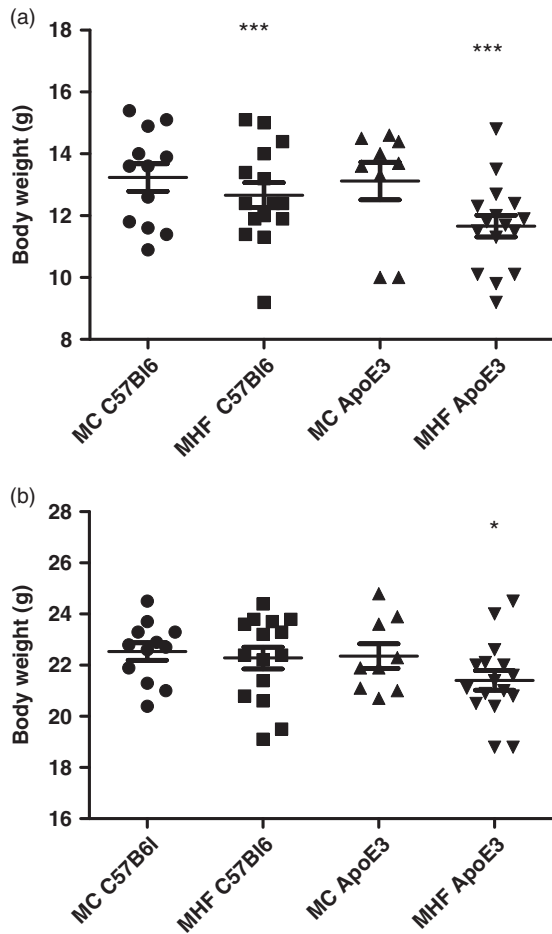 (a)
18
16
14
12
10
8
Body weight (g)
***
***
MC C57Bl6
MHF C57Bl6
MC ApoE3
MHF ApoE3
(b)
28
26
24
22
20
18
16
Body weight (g)
*
MC C57B6l
MHF C57Bl6
MC ApoE3
MHF ApoE3